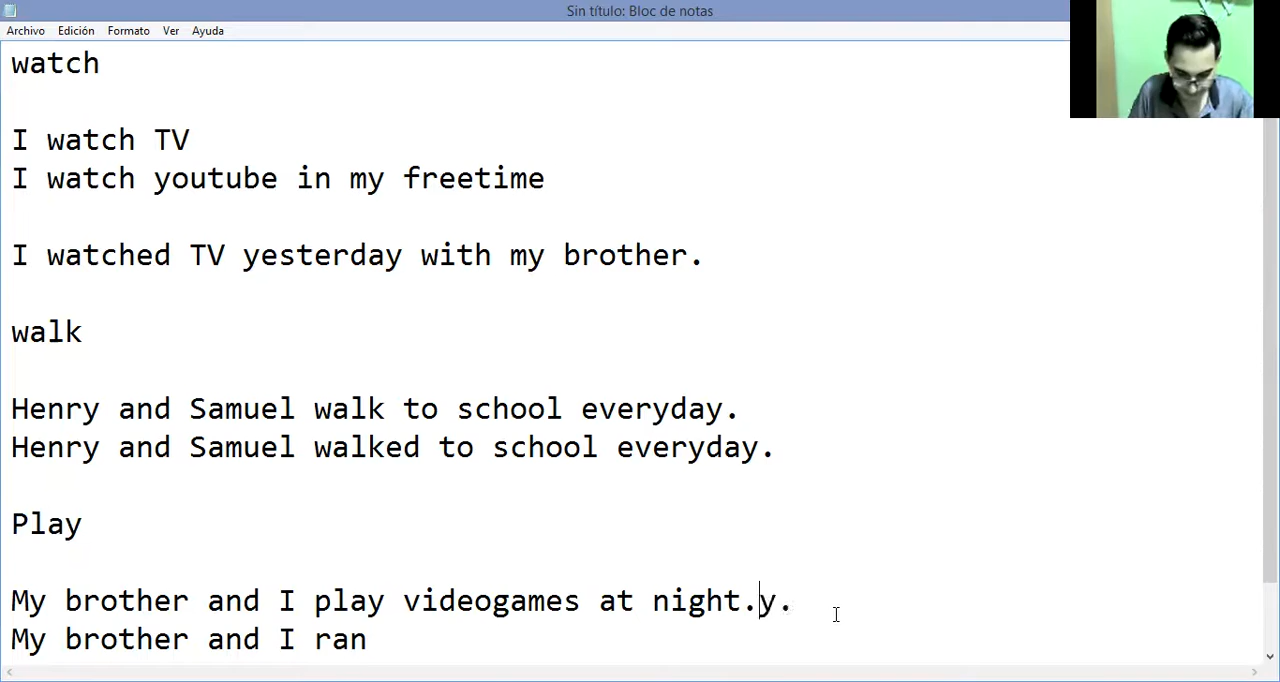 Sin título: Bloc de notas
Archivo Edición Formato Ver Ayuda
watch
I watch TV
I watch youtube in my freetime
I watched TV yesterday with my brother.
walk
Henry and Samuel walk to school everyday.
Henry and Samuel walked to school everyday.
Play
My brother and I play videogames at night.y.
My brother and I ran